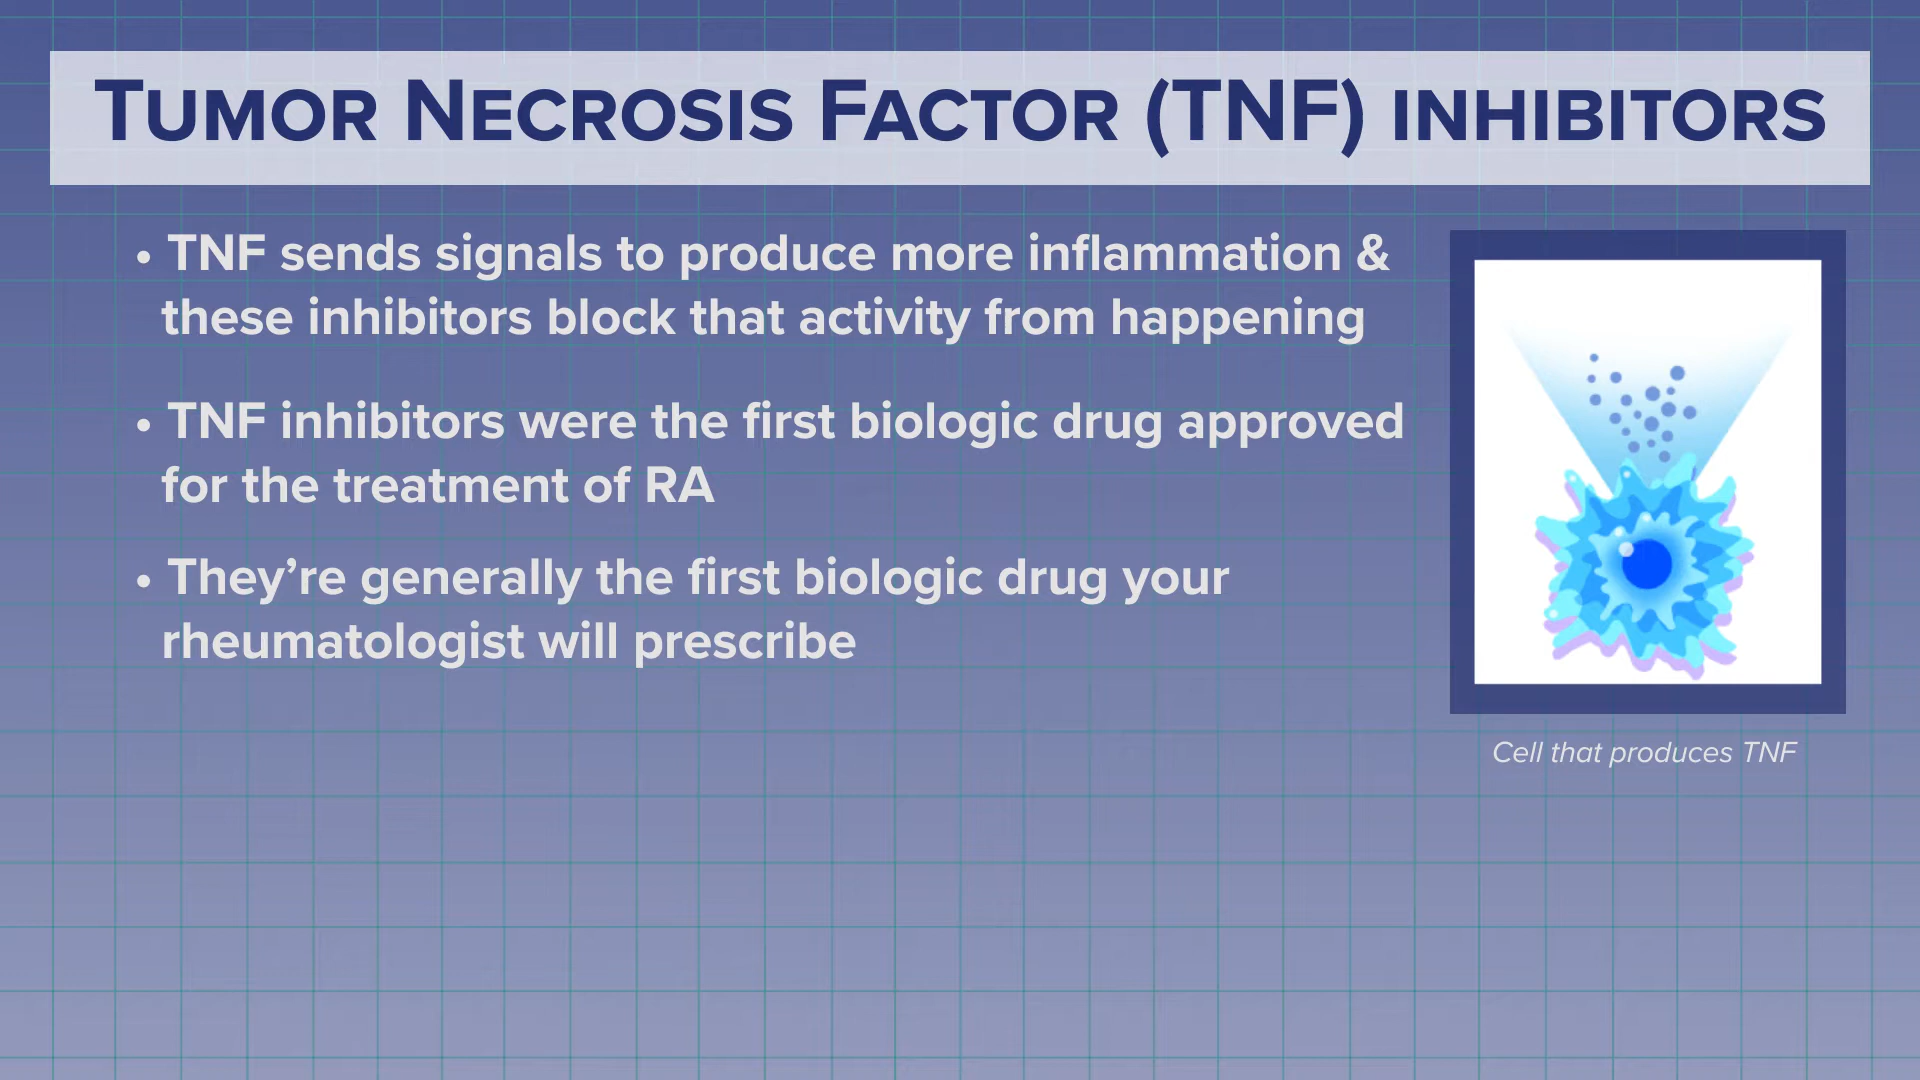 TUMOR NECROSIS FACTOR (TNF) INHIBITORS
• TNF sends signals to produce more inflammation &
these inhibitors block that activity from happening
• TNF inhibitors were the first biologic drug approved
for the treatment of RA
• They’re generally the first biologic drug your
rheumatologist will prescribe
Cell that produces TNF